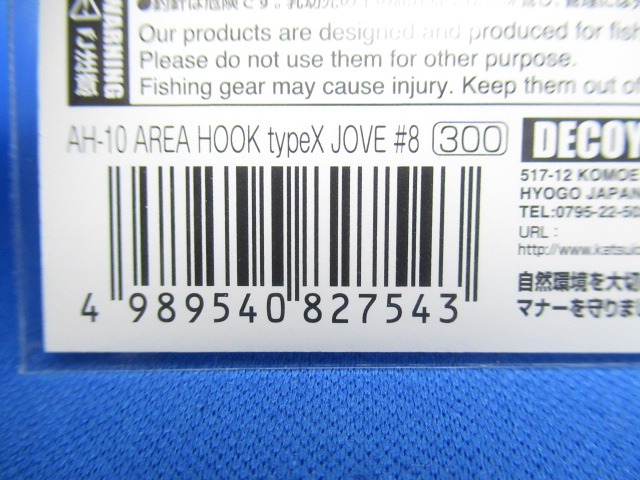 WARNING
Our products are designed and produced for fish
Please do not use them for other purpose.
Fishing gear may cause injury. Keep them out of
AH-10 AREA HOOK typeX JOVE #8 300
4 989540 827543
DECOY
517-12 KOMOE
HYOGO JAPAN
TEL:0795-22-5
URL :
http://www.katsuic
自然環境を大切
マナーを守りま